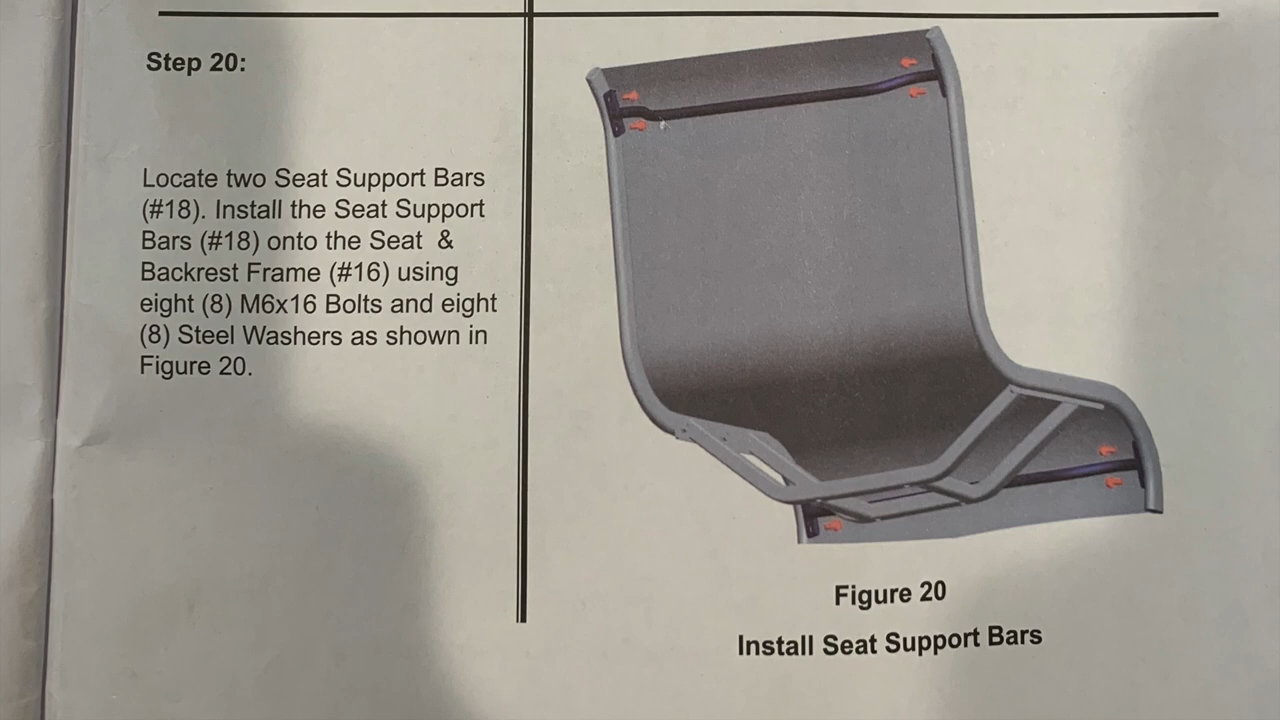 Step 20:
Locate two Seat Support Bars
(#18). Install the Seat Support
Bars (#18) onto the Seat &
Backrest Frame (#16) using
eight (8) M6x16 Bolts and eight
(8) Steel Washers as shown in
Figure 20.
Figure 20
Install Seat Support Bars